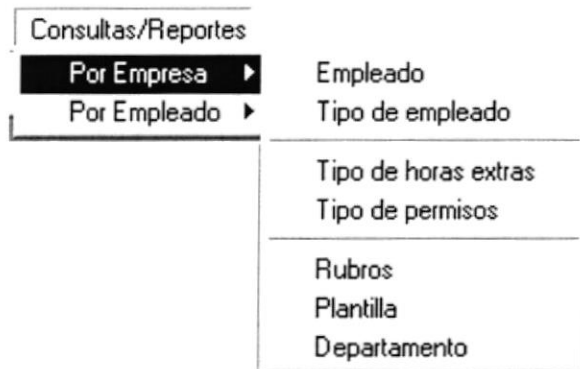 Consultas/Reportes
Por Empresa
Por Empleado
Empleado
Tipo de empleado
Tipo de horas extras
Tipo de permisos
Rubros
Plantilla
Departamento